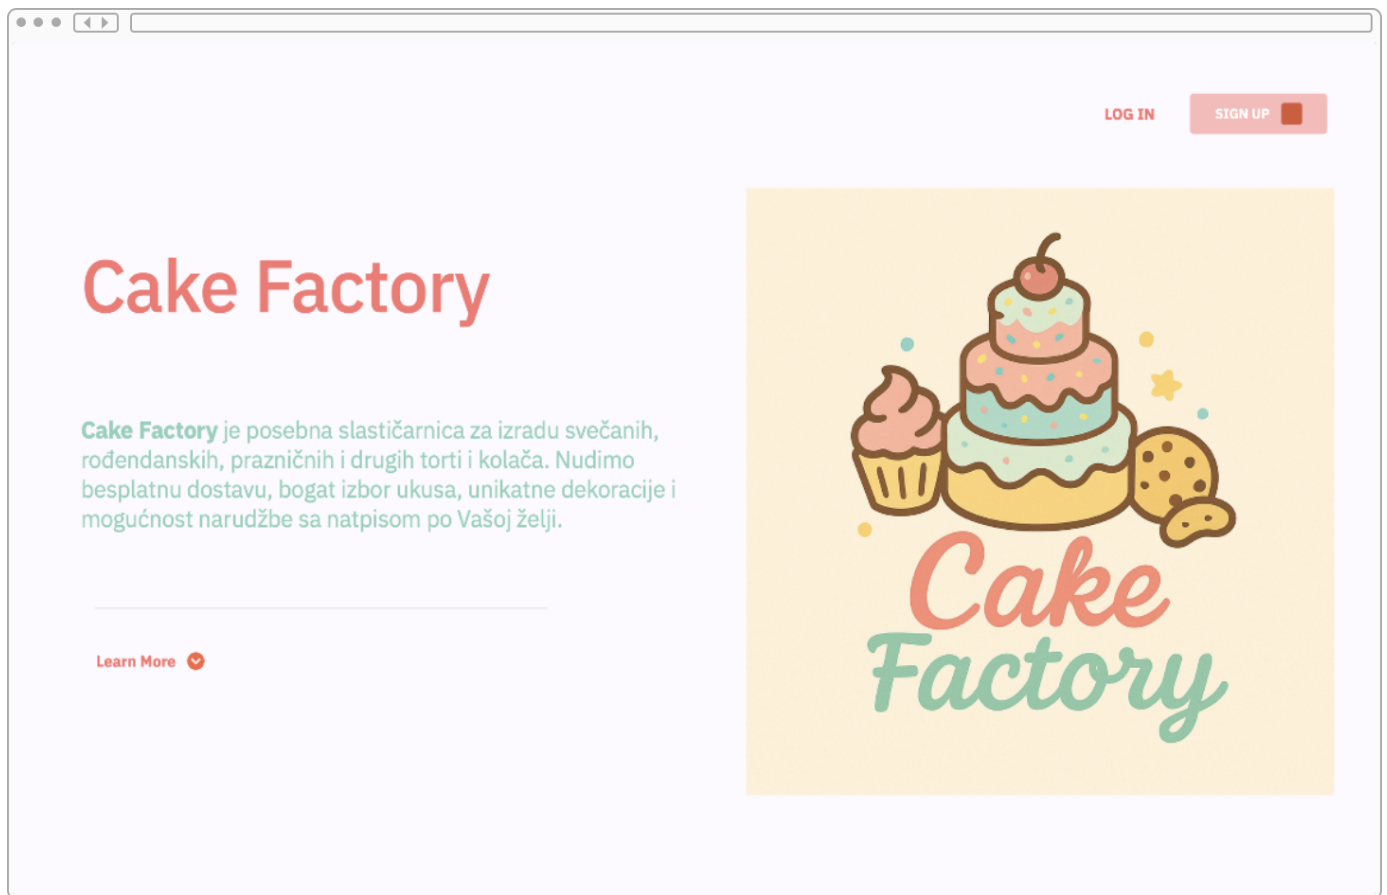 LOG IN
SIGN UP
Cake Factory
Cake Factory je posebna slastičarnica za izradu svečanih,
rođendanskih, prazničnih i drugih torti i kolača. Nudimo
besplatnu dostavu, bogat izbor ukusa, unikatne dekoracije i
mogućnost narudžbe sa natpisom po Vašoj želji.
Learn More
Cake
Factory